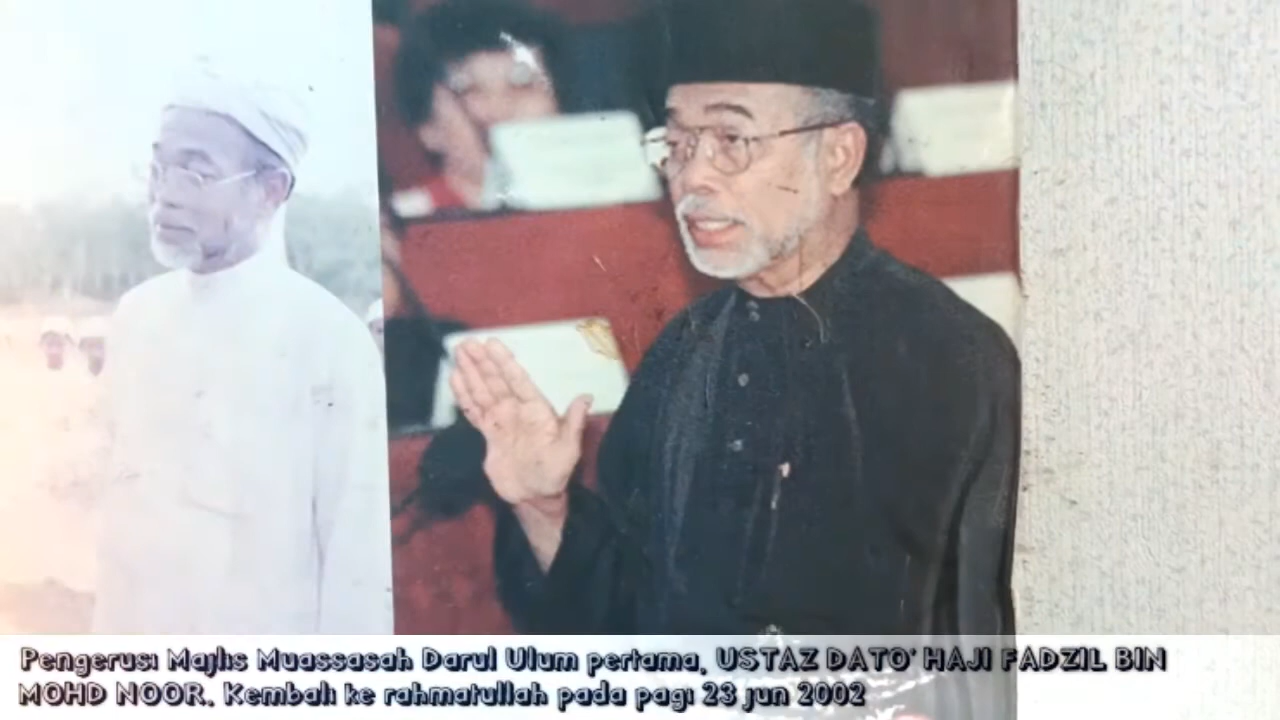 Pengerusi Majlis Muassasah Darul Ulum pertama, USTAZ DATO' HAJI FADZIL BIN
MOHD NOOR. Kembali ke rahmatullah pada pagi 23 jun 2002